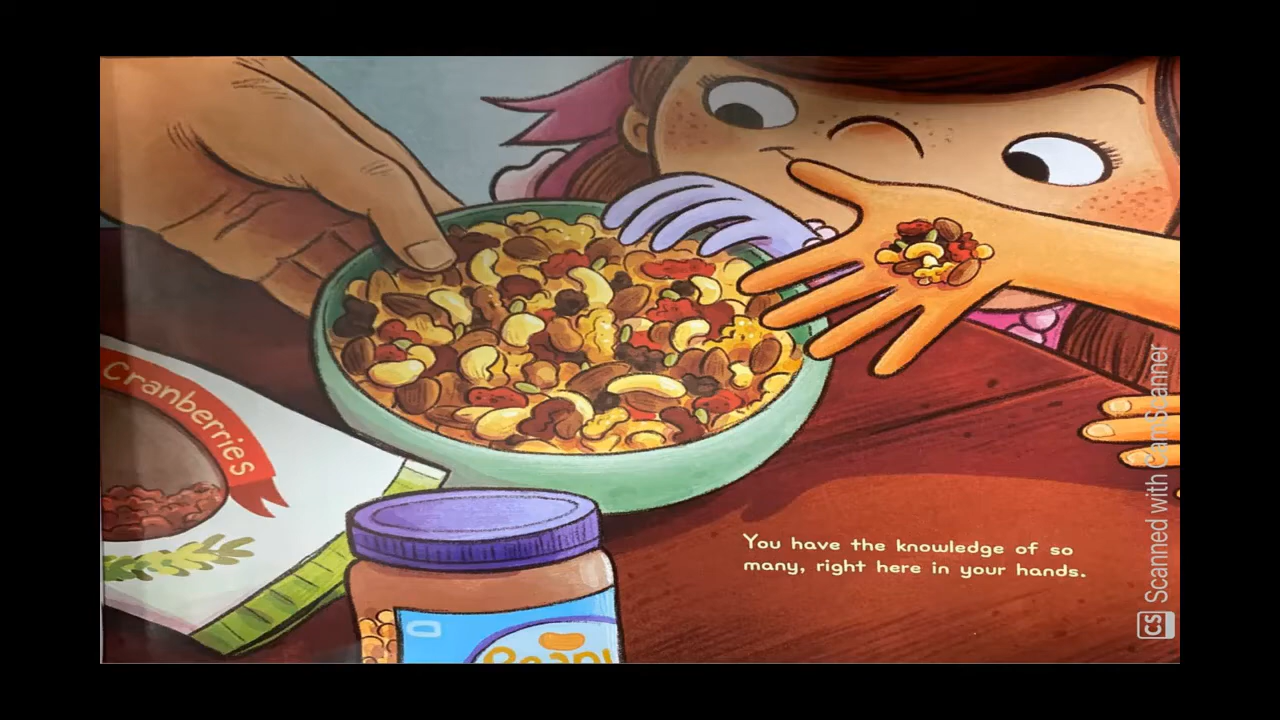 Cranberries
You have the knowledge of so
many, right here in your hands.
CS Scanned with CamScanner